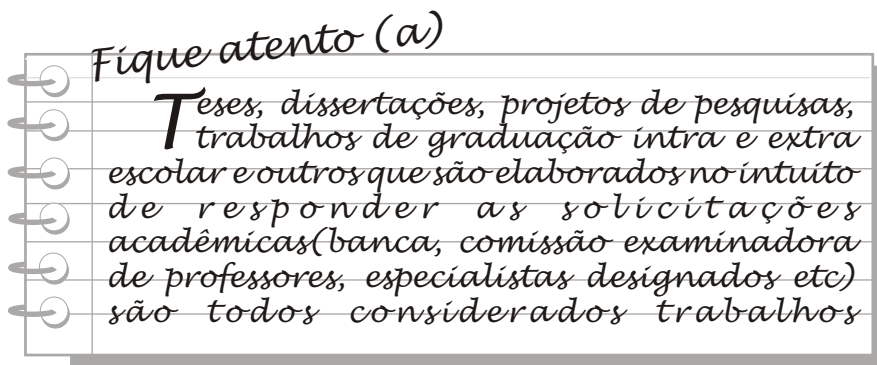 Fique atento (a)
Teses, dissertações, projetos de pesquisas,
trabalhos de graduação intra e extra
escolar e outros que são elaborados no intuito
de responder as solicitações
acadêmicas(banca, comissão examinadora
de professores, especialistas designados etc)
são todos considerados trabalhos